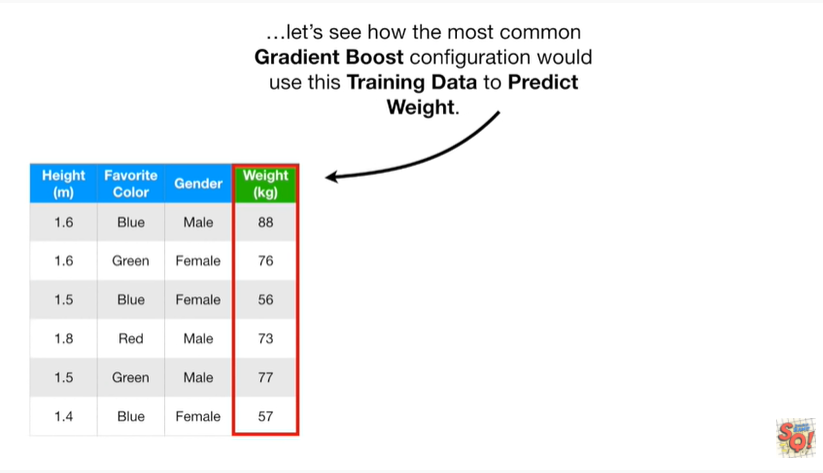 ...let's see how the most common
Gradient Boost configuration would
use this Training Data to Predict
Weight.
Height (m) Favorite Color Gender Weight (kg)
1.6 Blue Male 88
1.6 Green Female 76
1.5 Blue Female 56
1.8 Red Male 73
1.5 Green Male 77
1.4 Blue Female 57
SQ!